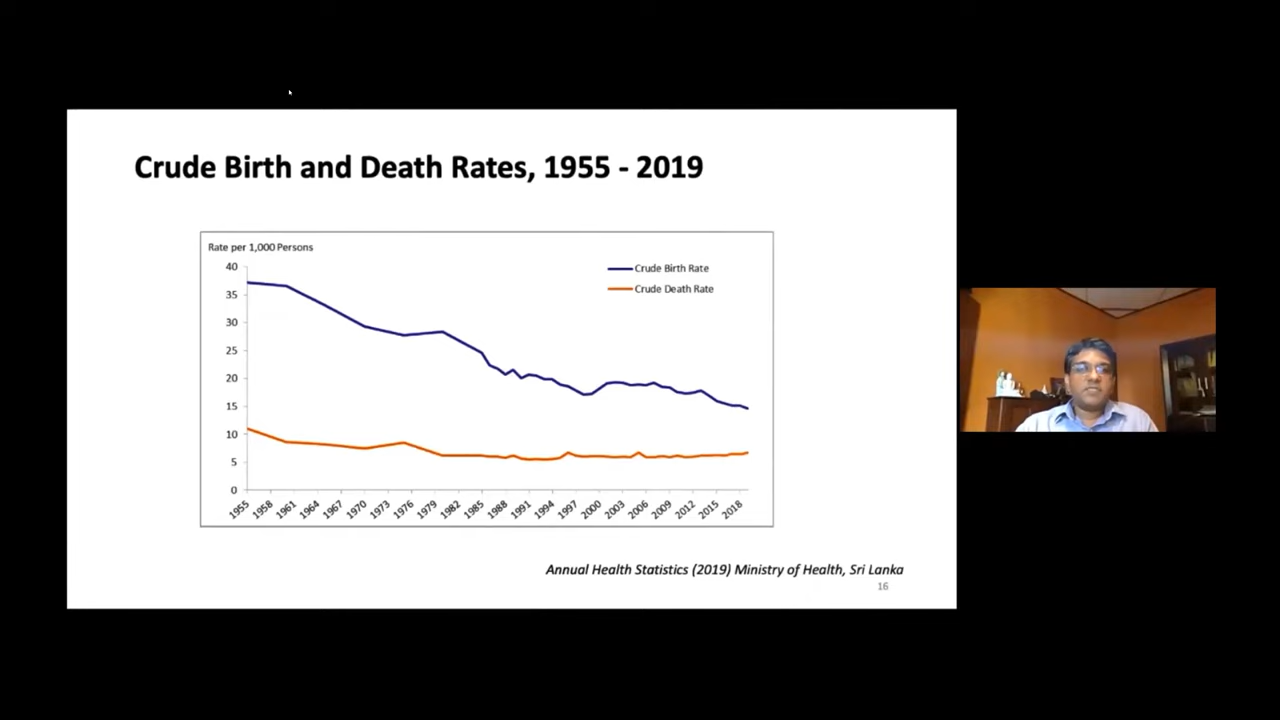 Crude Birth and Death Rates, 1955 - 2019
Rate per 1,000 Persons
Crude Birth Rate
Crude Death Rate
40
35
30
25
20
15
10
5
0
1955 1958 1961 1964 1967 1970 1973 1976 1979 1982 1985 1988 1991 1994 1997 2000 2003 2006 2009 2012 2015 2018
Annual Health Statistics (2019) Ministry of Health, Sri Lanka
16